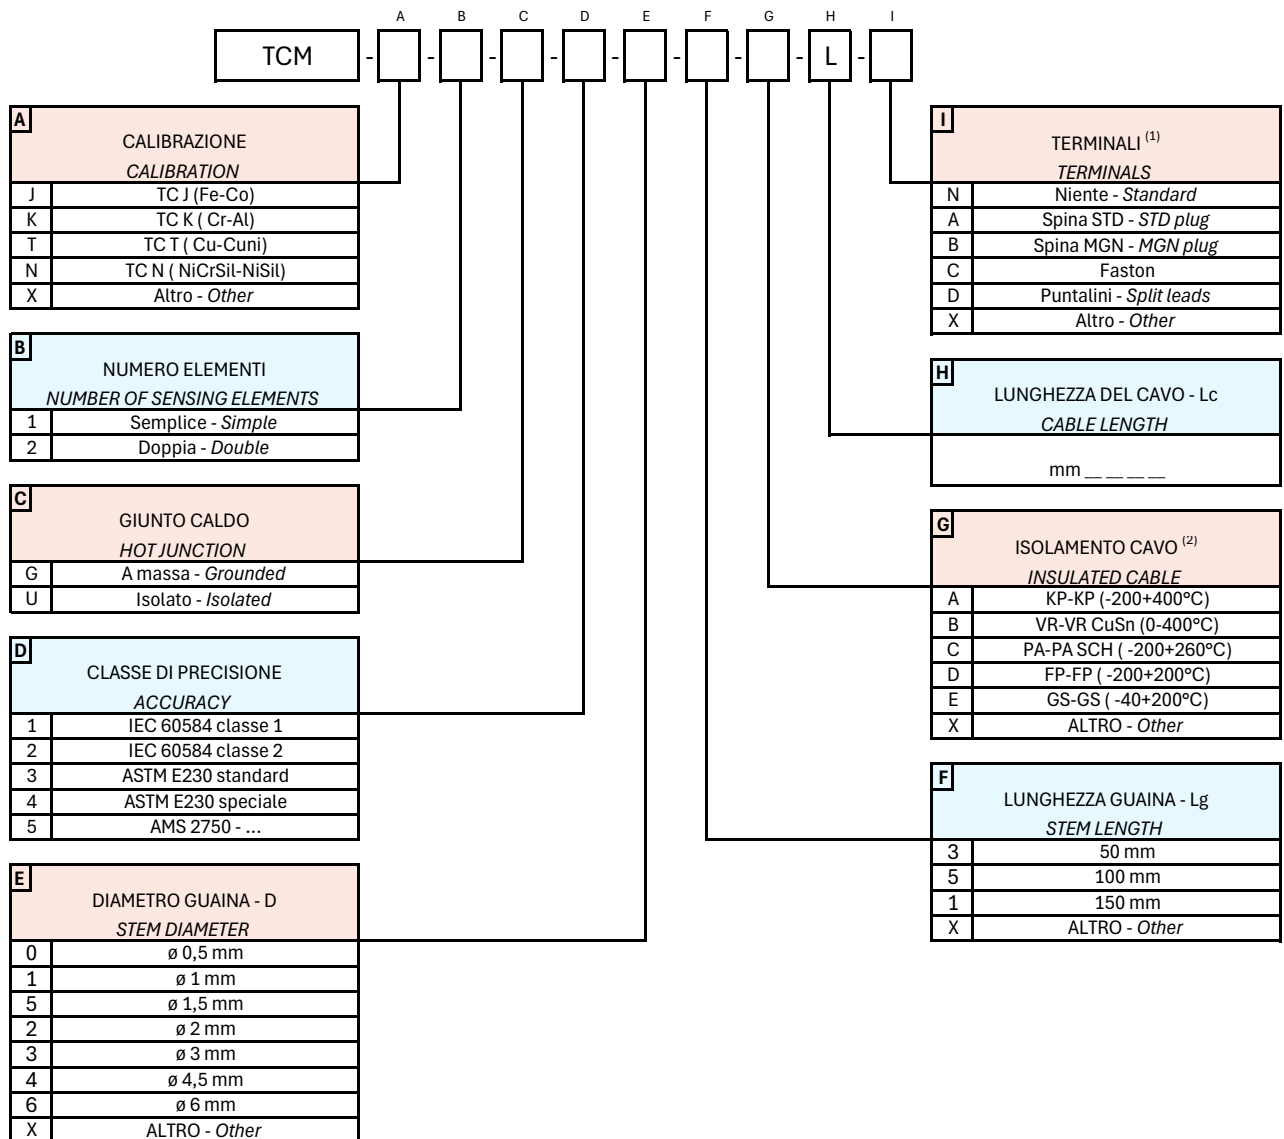 A B C D E F G H I
TCM - - - - - - - - L -
A
CALIBRAZIONE
CALIBRATION
J TC J (Fe-Co)
K TC K ( Cr-Al)
T TC T ( Cu-Cuni)
N TC N ( NiCrSil-NiSil)
X Altro - Other
B
NUMERO ELEMENTI
NUMBER OF SENSING ELEMENTS
1 Semplice - Simple
2 Doppia - Double
C
GIUNTO CALDO
HOT JUNCTION
G A massa - Grounded
U Isolato - Isolated
D
CLASSE DI PRECISIONE
ACCURACY
1 IEC 60584 classe 1
2 IEC 60584 classe 2
3 ASTM E230 standard
4 ASTM E230 speciale
5 AMS 2750 - ...
E
DIAMETRO GUAINA - D
STEM DIAMETER
0 ø 0,5 mm
1 ø 1 mm
5 ø 1,5 mm
2 ø 2 mm
3 ø 3 mm
4 ø 4,5 mm
6 ø 6 mm
X ALTRO - Other
I
TERMINALI (1)
TERMINALS
N Niente - Standard
A Spina STD - STD plug
B Spina MGN - MGN plug
C Faston
D Puntalini - Split leads
X Altro - Other
H
LUNGHEZZA DEL CAVO - Lc
CABLE LENGTH
mm __ __ __ __
G
ISOLAMENTO CAVO (2)
INSULATED CABLE
A KP-KP (-200+400°C)
B VR-VR CuSn (0-400°C)
C PA-PA SCH ( -200+260°C)
D FP-FP ( -200+200°C)
E GS-GS ( -40+200°C)
X ALTRO - Other
F
LUNGHEZZA GUAINA - Lg
STEM LENGTH
3 50 mm
5 100 mm
1 150 mm
X ALTRO - Other